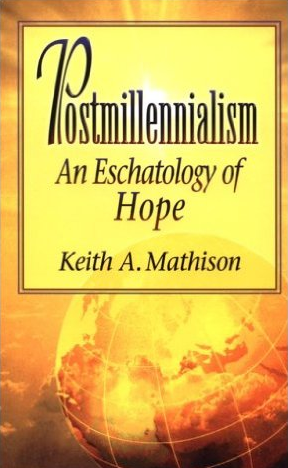 Postmillennialism
An Eschatology of
Hope
Keith A. Mathison